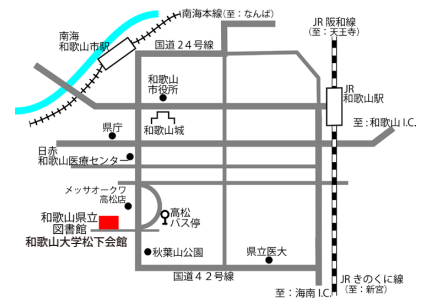 南海本線(至：なんば)
JR 阪和線
(至：天王寺)
南海
和歌山市駅
国道２４号線
和歌山
市役所
JR
和歌山駅
至：和歌山 I.C.
県庁
和歌山城
日赤
和歌山医療センター
メッサオークワ
高松店
高松
バス停
和歌山県立
図書館
和歌山大学松下会館
秋葉山公園
県立医大
国道４２号線
JR きのくに線
(至：新宮)
至：海南 I.C.